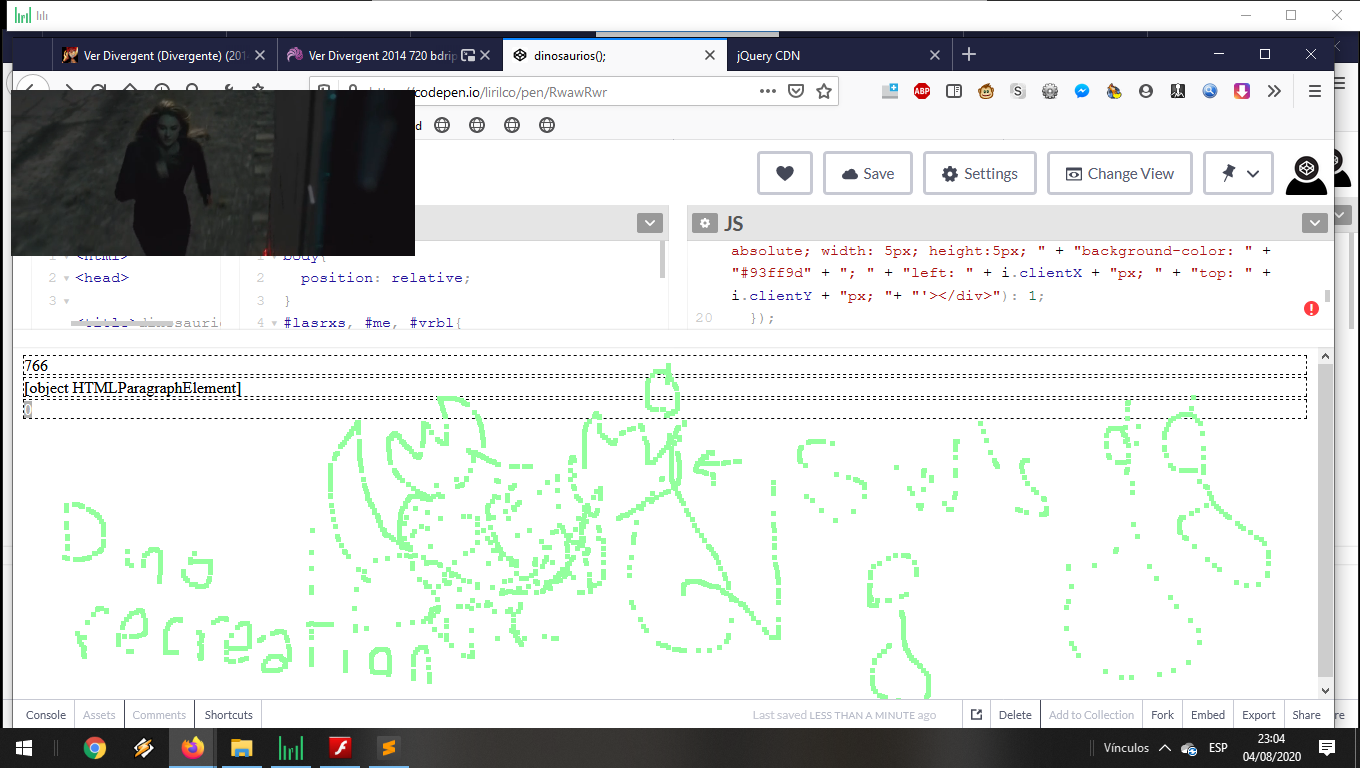 Ver Divergent (Divergente) (201
Ver Divergent 2014 720 bdrip
dinosaurios();
jQuery CDN
codepen.io/lirilco/pen/RwawRwr
ABP
Save
Settings
Change View
JS
1 <html>
2 <head>
3
<title>dinosaurio
1 body{
2 position: relative;
3 }
4 #lasrxs, #me, #vrbl{
absolute; width: 5px; height:5px; " + "background-color: " +
"#93ff9d" + "; " + "left: " + i.clientX + "px; " + "top: " +
i.clientY + "px; "+ "'></div>"): 1;
20 });
766
[object HTMLParagraphElement]
0
Dino
recreation
Console
Assets
Comments
Shortcuts
Last saved LESS THAN A MINUTE ago
Delete
Add to Collection
Fork
Embed
Export
Share
re
Vínculos
ESP
23:04
04/08/2020